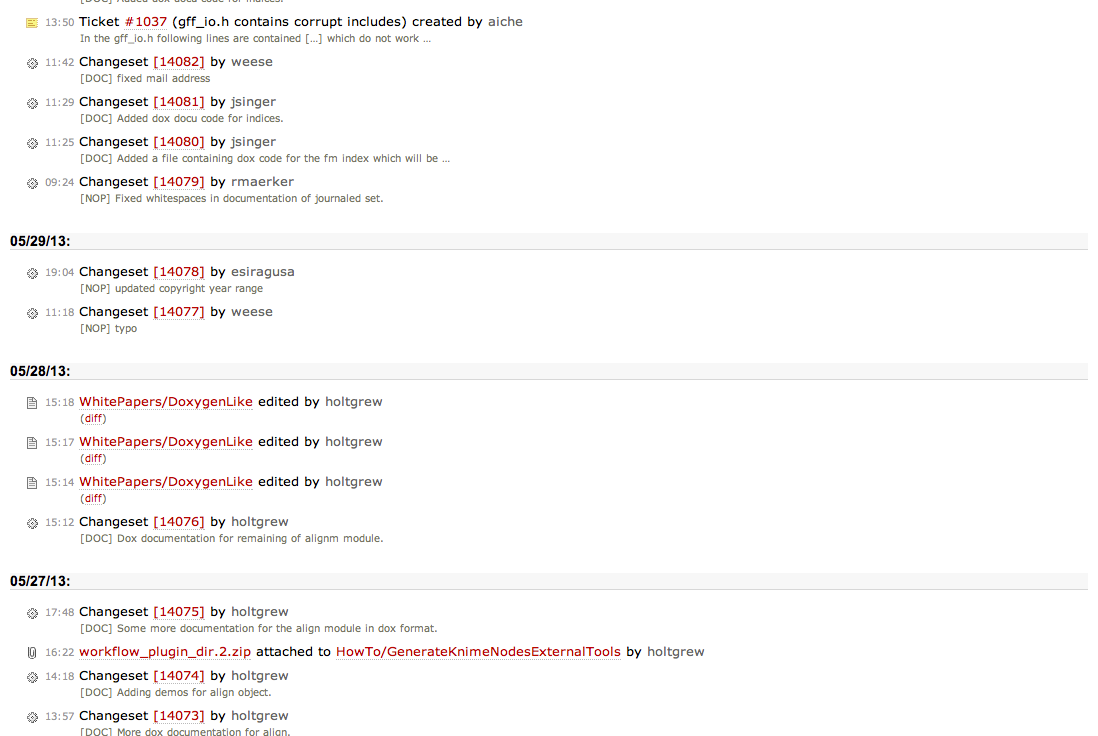 [DOC] Added dox docu code for indices.
13:50 Ticket #1037 (gff_io.h contains corrupt includes) created by aiche
In the gff_io.h following lines are contained […] which do not work …
11:42 Changeset [14082] by weese
[DOC] fixed mail address
11:29 Changeset [14081] by jsinger
[DOC] Added dox docu code for indices.
11:25 Changeset [14080] by jsinger
[DOC] Added a file containing dox code for the fm index which will be …
09:24 Changeset [14079] by rmaerker
[NOP] Fixed whitespaces in documentation of journaled set.
05/29/13:
19:04 Changeset [14078] by esiragusa
[NOP] updated copyright year range
11:18 Changeset [14077] by weese
[NOP] typo
05/28/13:
15:18 WhitePapers/DoxygenLike edited by holtgrew
(diff)
15:17 WhitePapers/DoxygenLike edited by holtgrew
(diff)
15:14 WhitePapers/DoxygenLike edited by holtgrew
(diff)
15:12 Changeset [14076] by holtgrew
[DOC] Dox documentation for remaining of alignm module.
05/27/13:
17:48 Changeset [14075] by holtgrew
[DOC] Some more documentation for the align module in dox format.
16:22 workflow_plugin_dir.2.zip attached to HowTo/GenerateKnimeNodesExternalTools by holtgrew
14:18 Changeset [14074] by holtgrew
[DOC] Adding demos for align object.
13:57 Changeset [14073] by holtgrew
[DOC] More dox documentation for align.